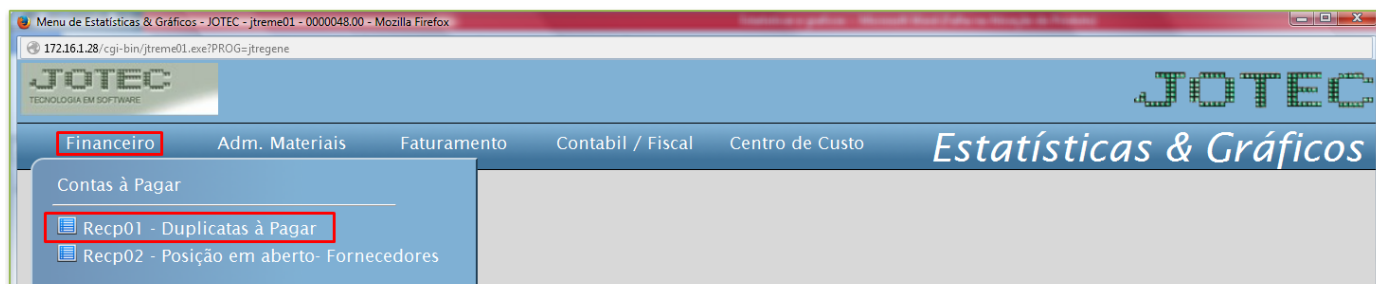 Menu de Estatísticas & Gráficos - JOTEC - jtreme01 - 0000048.00 - Mozilla Firefox
172.16.1.28/cgi-bin/jtreme01.exe?PROG=jtregene
JOTEC
TECNOLOGIA EM SOFTWARE
JOTEC
Financeiro Adm. Materiais Faturamento Contabil / Fiscal Centro de Custo Estatísticas & Gráficos
Contas à Pagar
Recp01 - Duplicatas à Pagar
Recp02 - Posição em aberto- Fornecedores